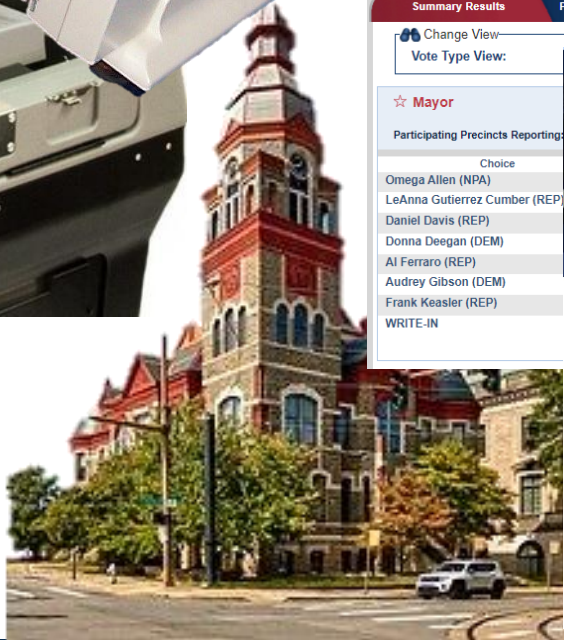 Summary Results
Change View
Vote Type View:
☆ Mayor
Participating Precincts Reporting:
Choice
Omega Allen (NPA)
LeAnna Gutierrez Cumber (REP)
Daniel Davis (REP)
Donna Deegan (DEM)
Al Ferraro (REP)
Audrey Gibson (DEM)
Frank Keasler (REP)
WRITE-IN